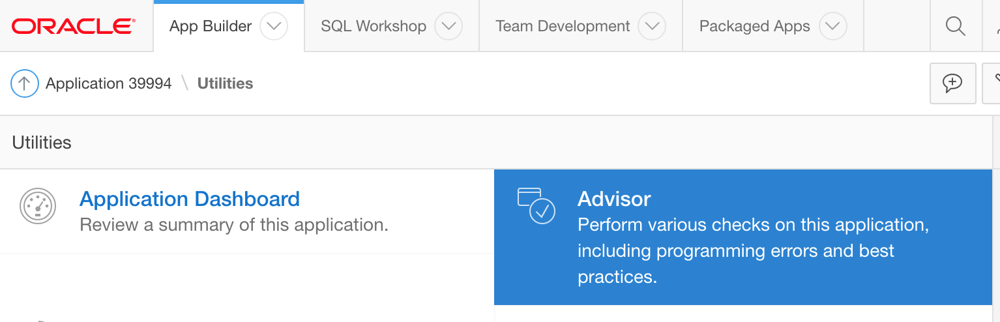 ORACLE®
App Builder
SQL Workshop
Team Development
Packaged Apps
Application 39994 \ Utilities
Utilities
Application Dashboard
Review a summary of this application.
Advisor
Perform various checks on this application,
including programming errors and best
practices.